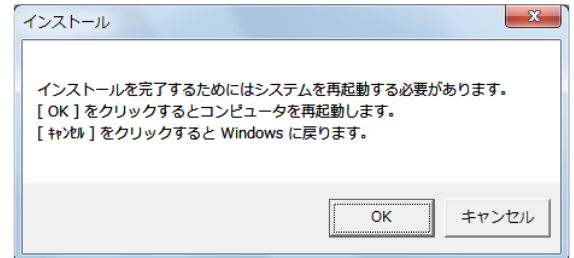 インストール
インストールを完了するためにはシステムを再起動する必要があります。
[ OK ] をクリックするとコンピュータを再起動します。
[ ｷｬﾝｾﾙ ] をクリックすると Windows に戻ります。
OK
キャンセル